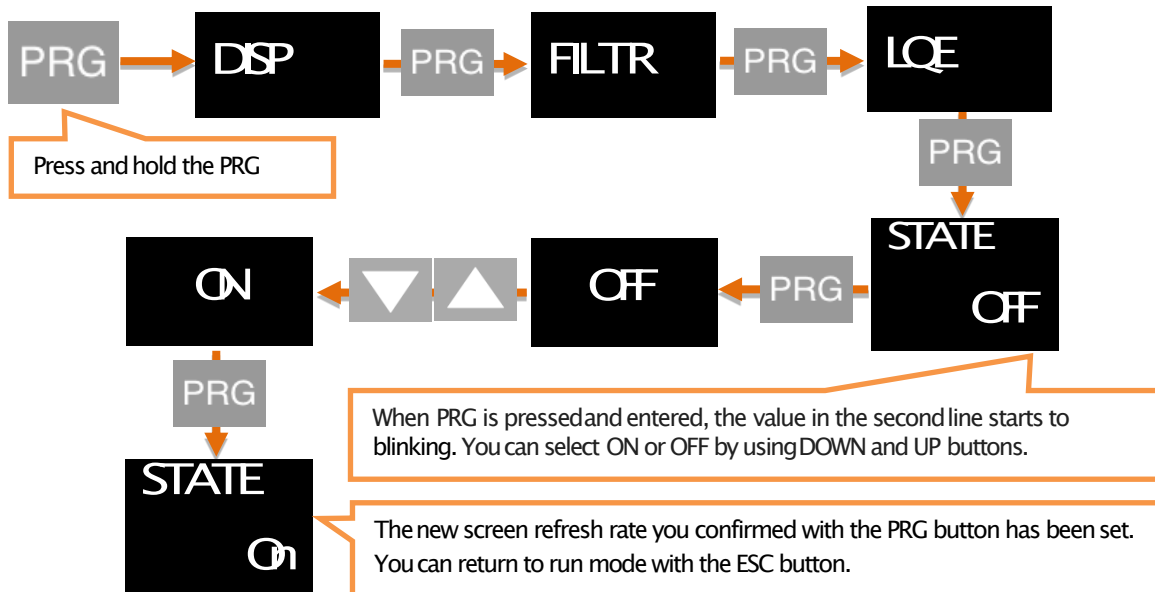 PRG
DISP
PRG
FILTR
PRG
LQE
Press and hold the PRG
PRG
STATE
OFF
PRG
OFF
ON
PRG
When PRG is pressed and entered, the value in the second line starts to
blinking. You can select ON or OFF by using DOWN and UP buttons.
STATE
On
The new screen refresh rate you confirmed with the PRG button has been set.
You can return to run mode with the ESC button.